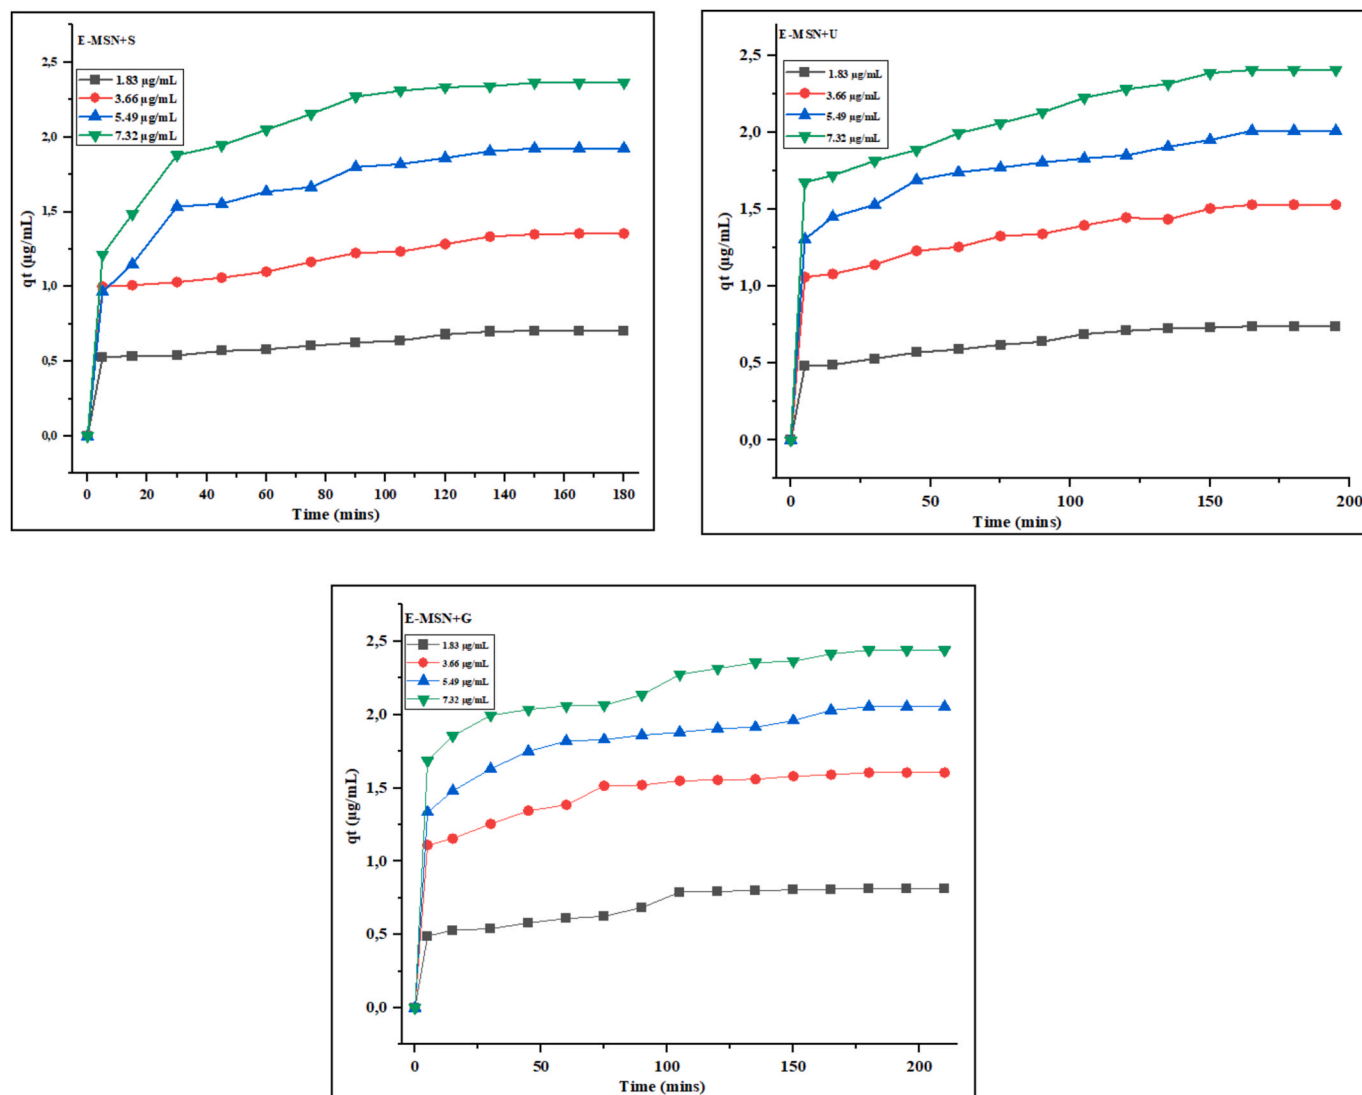 E-MSN+S
1.83 µg/mL
3.66 µg/mL
5.49 µg/mL
7.32 µg/mL
2,5
2,0
1,5
1,0
0,5
0,0
qt (µg/mL)
0 20 40 60 80 100 120 140 160 180
Time (mins)
E-MSN+U
1.83 µg/mL
3.66 µg/mL
5.49 µg/mL
7.32 µg/mL
2,5
2,0
1,5
1,0
0,5
0,0
qt (µg/mL)
0 50 100 150 200
Time (mins)
E-MSN+G
1.83 µg/mL
3.66 µg/mL
5.49 µg/mL
7.32 µg/mL
2,5
2,0
1,5
1,0
0,5
0,0
qt (µg/mL)
0 50 100 150 200
Time (mins)